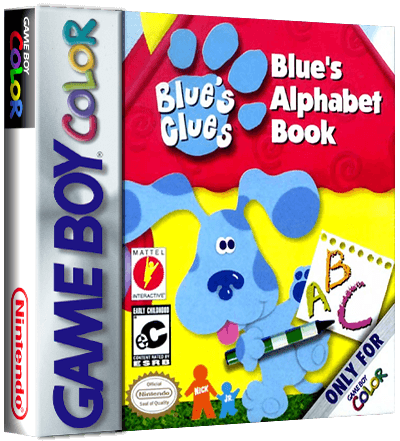 GAME BOY
COLOR
Nintendo
GAME BOY COLOR
Blue's
Clues
Blue's
Alphabet
Book
MATTEL
INTERACTIVE
EARLY CHILDHOOD
eC
CONTENT RATED BY
ESRB
Official
Nintendo
Seal of Quality
NICK JR.
A B C
ONLY FOR
GAME BOY
COLOR